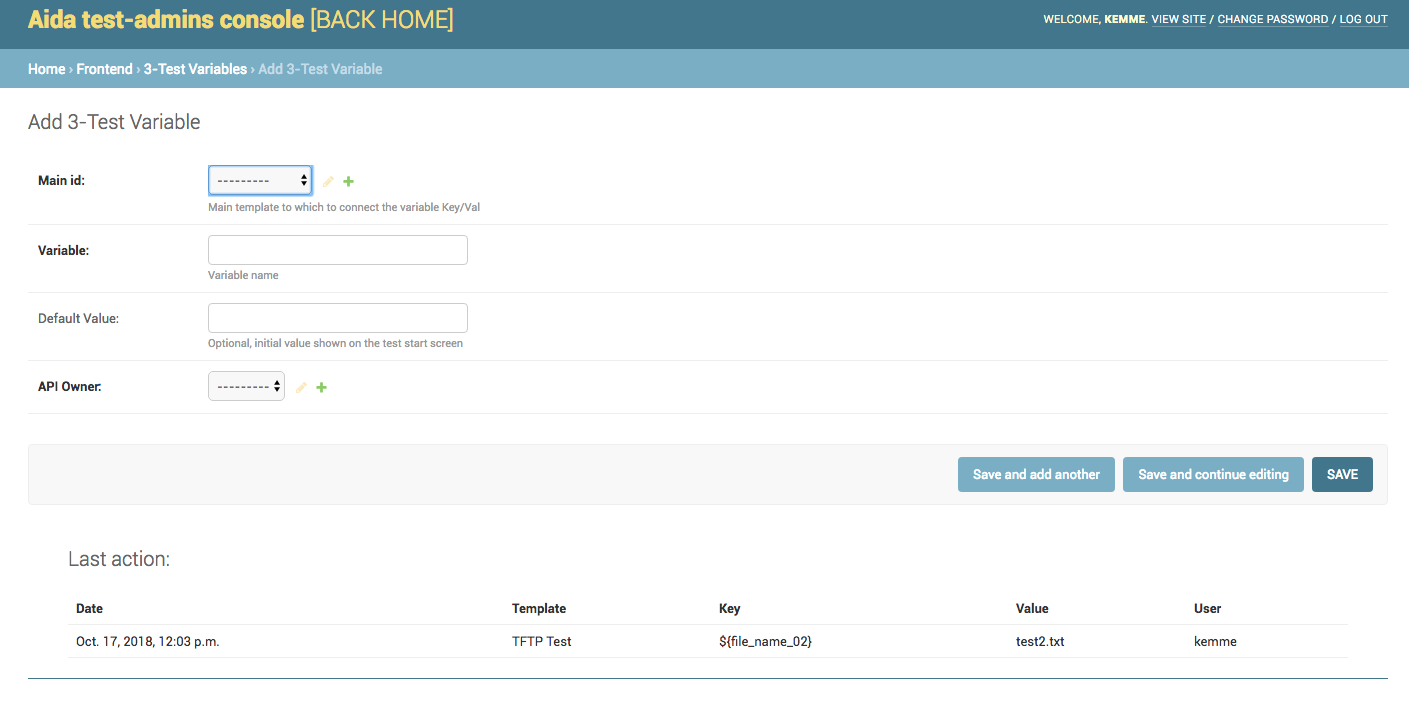 Aida test-admins console [BACK HOME]
WELCOME, KEMME. VIEW SITE / CHANGE PASSWORD / LOG OUT
Home › Frontend › 3-Test Variables › Add 3-Test Variable
Add 3-Test Variable
Main id: ---------
Main template to which to connect the variable Key/Val
Variable:
Variable name
Default Value:
Optional, initial value shown on the test start screen
API Owner: ---------
Save and add another Save and continue editing SAVE
Last action:
Date Template Key Value User
Oct. 17, 2018, 12:03 p.m. TFTP Test ${file_name_02} test2.txt kemme